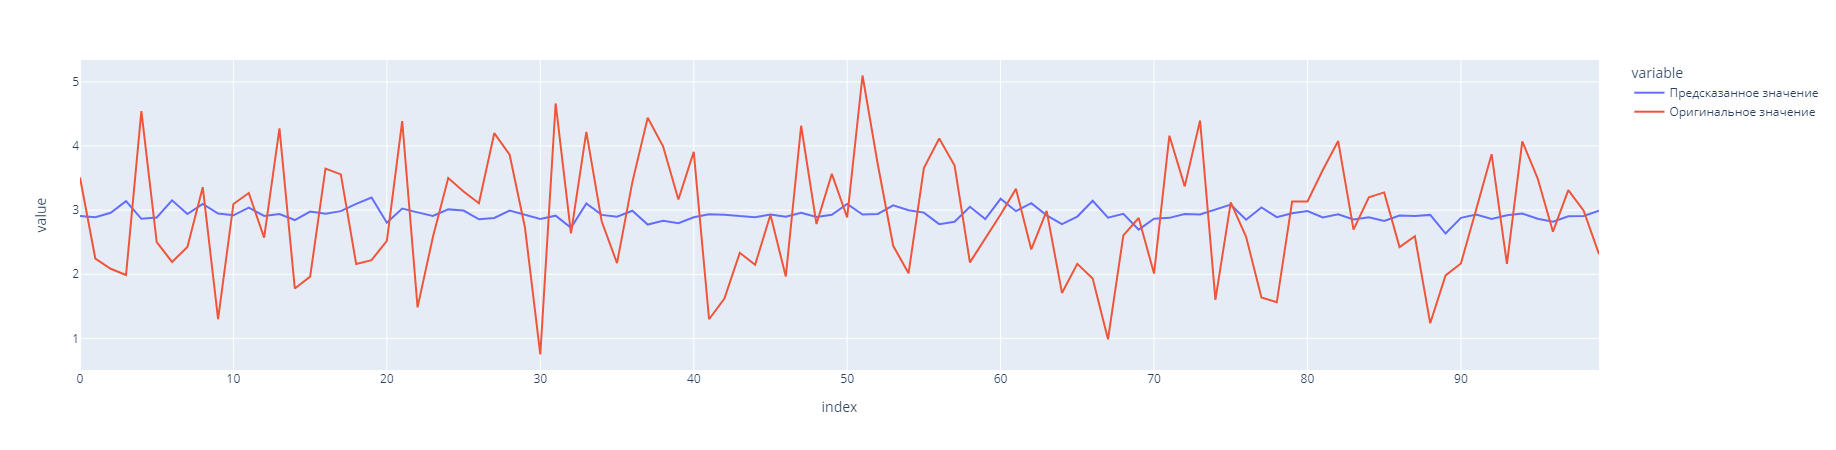 variable
Предсказанное значение
Оригинальное значение
value
5
4
3
2
1
0 10 20 30 40 50 60 70 80 90
index